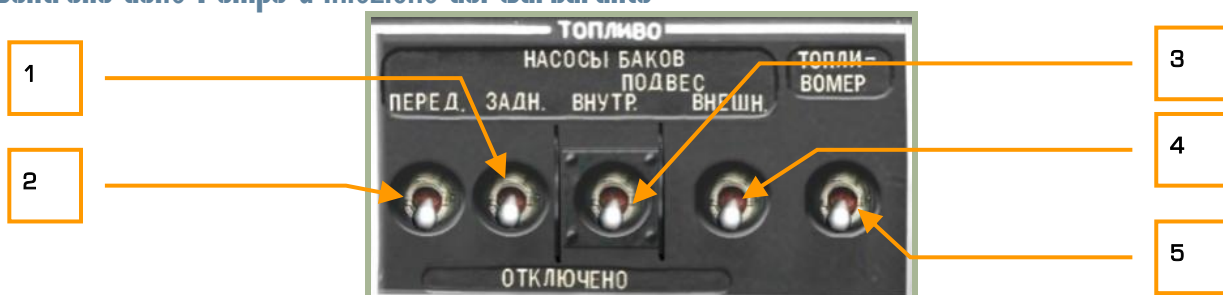 ТОПЛИВО
НАСОСЫ БАКОВ
ПОДВЕС
ТОПЛИ-
ВОМЕР
ПЕРЕД. ЗАДН. ВНУТР. ВНЕШН.
ОТКЛЮЧЕНО
1
2
3
4
5